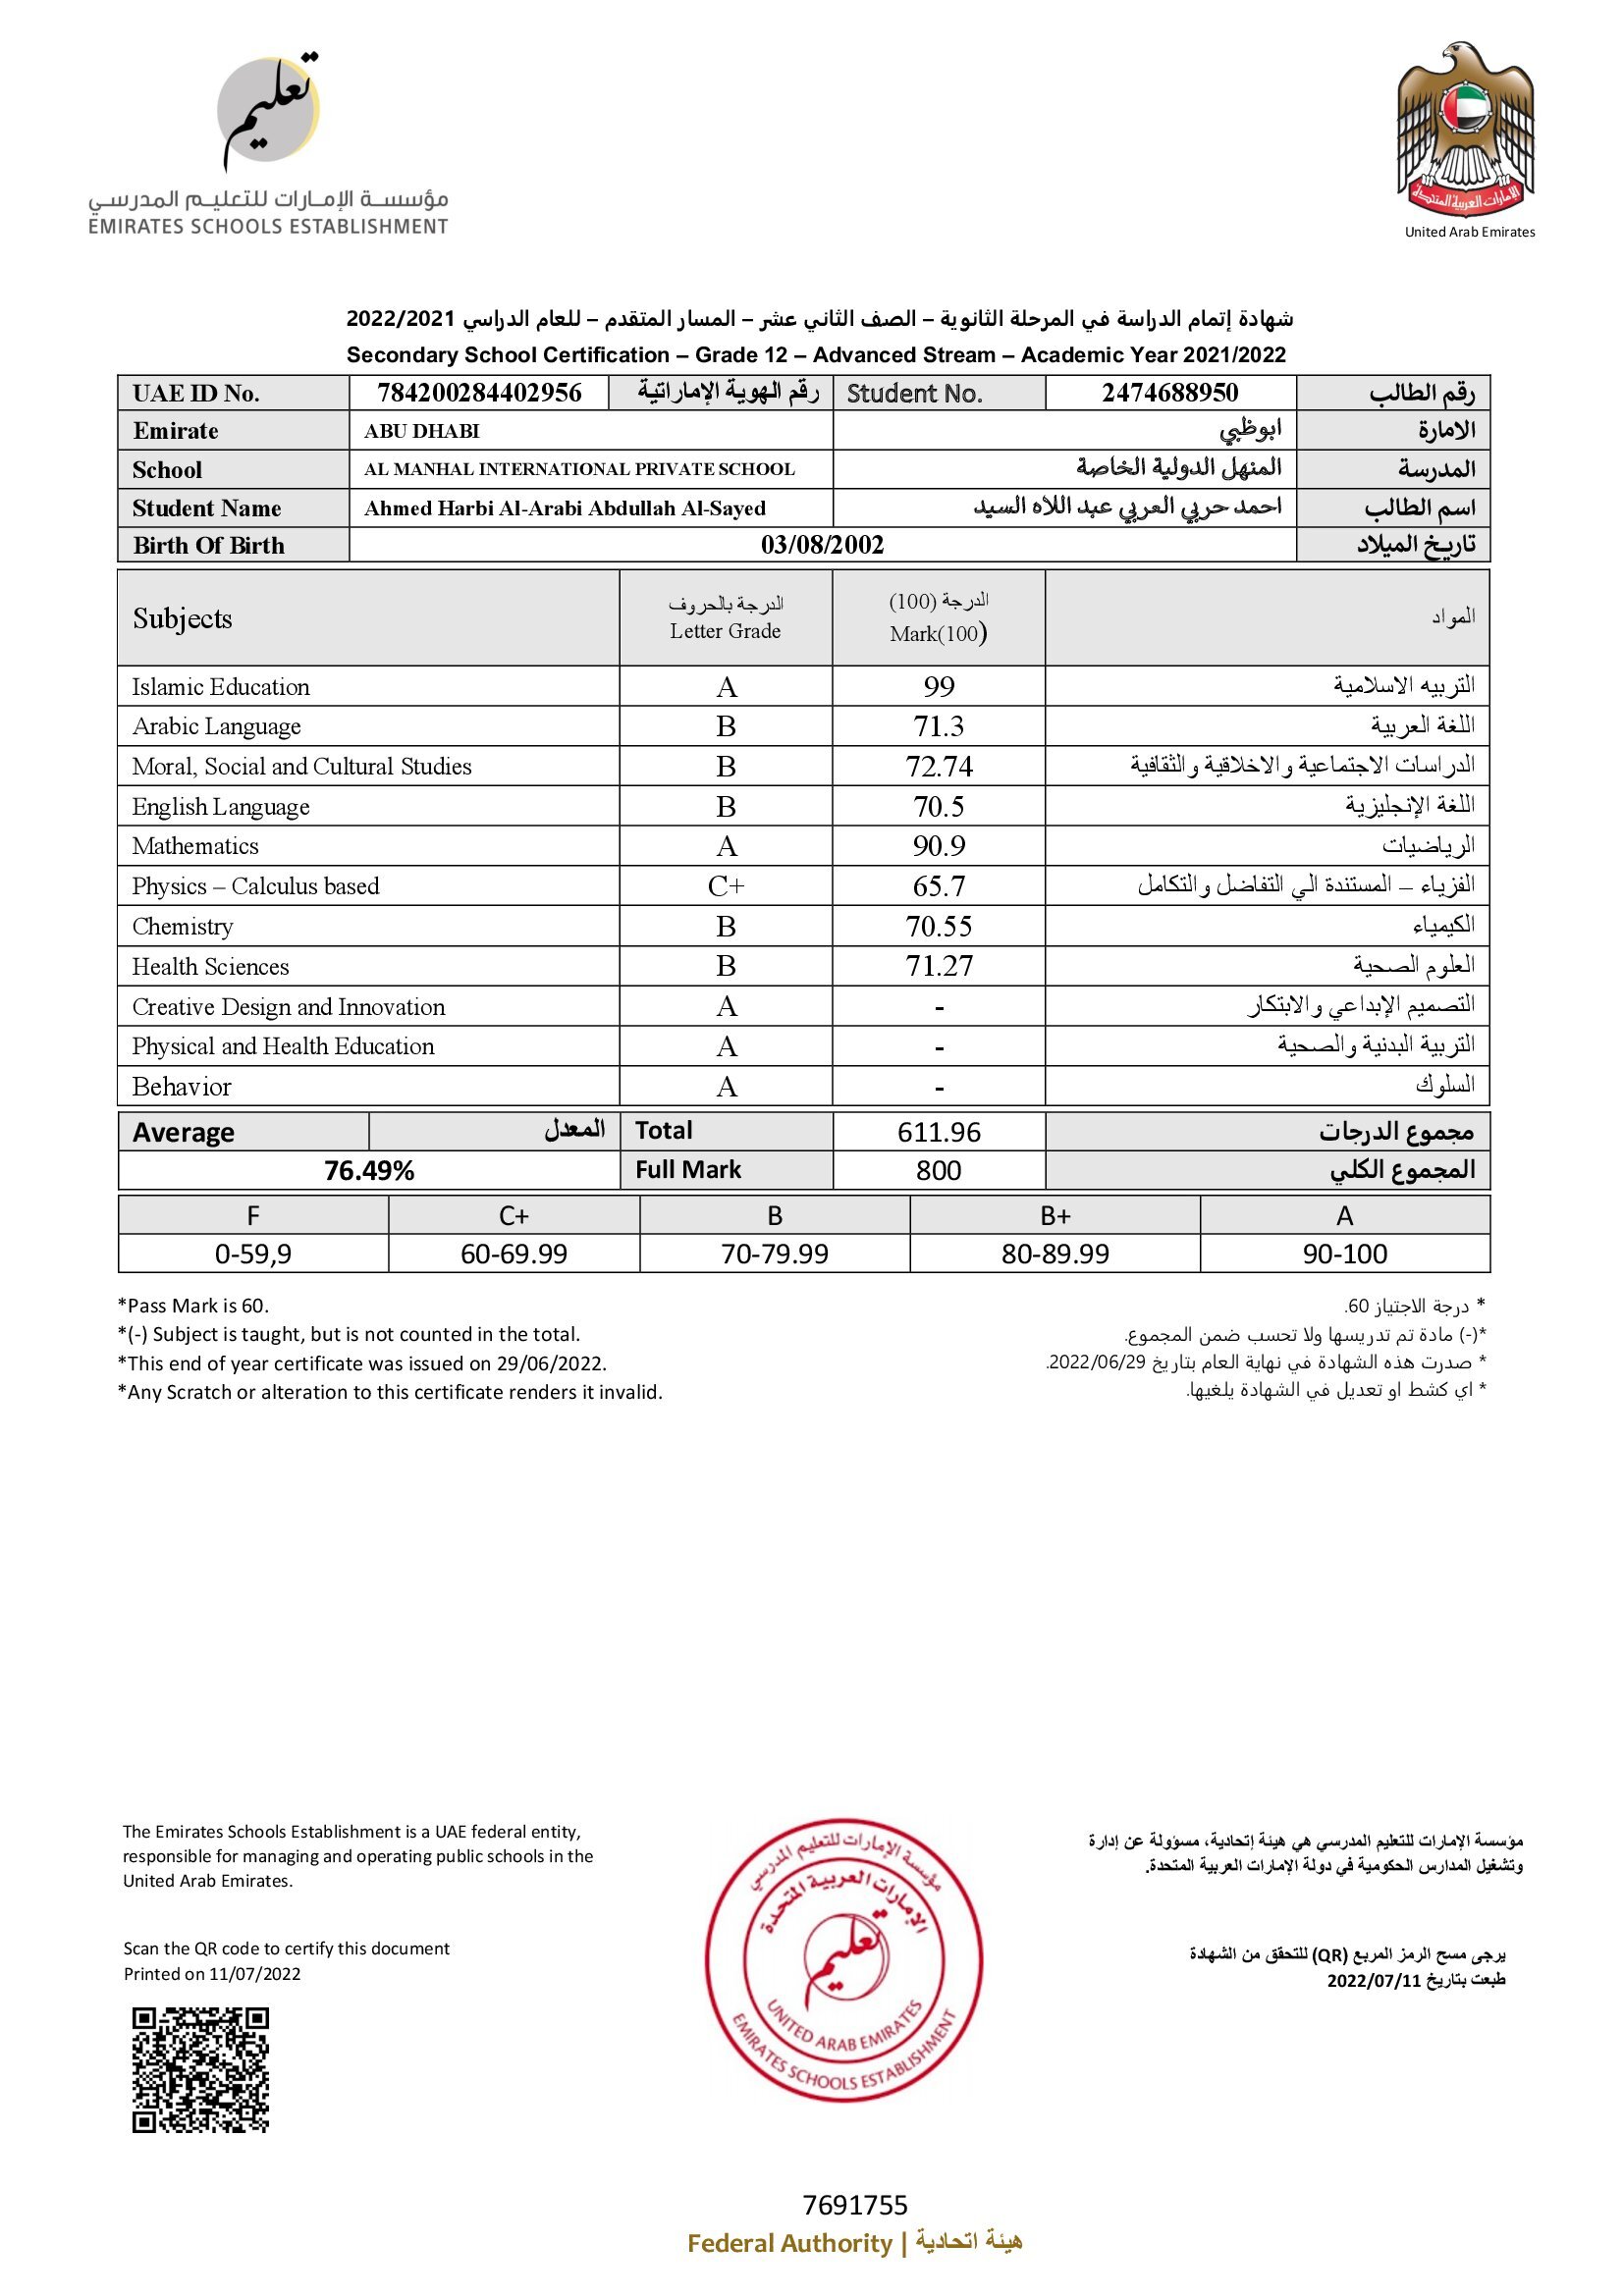 تعليم
مؤسسة الإمارات للتعليم المدرسي
EMIRATES SCHOOLS ESTABLISHMENT
الإمارات العربية المتحدة
United Arab Emirates
شهادة إتمام الدراسة في المرحلة الثانوية – الصف الثاني عشر – المسار المتقدم – للعام الدراسي 2022/2021
Secondary School Certification – Grade 12 – Advanced Stream – Academic Year 2021/2022
UAE ID No. 784200284402956 رقم الهوية الإماراتية Student No. 2474688950 رقم الطالب
Emirate ABU DHABI ابوظبي الامارة
School AL MANHAL INTERNATIONAL PRIVATE SCHOOL المنهل الدولية الخاصة المدرسة
Student Name Ahmed Harbi Al-Arabi Abdullah Al-Sayed احمد حربي العربي عبد اللاه السيد اسم الطالب
Birth Of Birth 03/08/2002 تاريخ الميلاد
Subjects الدرجة بالحروف Letter Grade الدرجة (100) Mark(100) المواد
Islamic Education A 99 التربيه الاسلامية
Arabic Language B 71.3 اللغة العربية
Moral, Social and Cultural Studies B 72.74 الدراسات الاجتماعية والاخلاقية والثقافية
English Language B 70.5 اللغة الإنجليزية
Mathematics A 90.9 الرياضيات
Physics – Calculus based C+ 65.7 الفزياء – المستندة الي التفاضل والتكامل
Chemistry B 70.55 الكيمياء
Health Sciences B 71.27 العلوم الصحية
Creative Design and Innovation A - التصميم الإبداعي والابتكار
Physical and Health Education A - التربية البدنية والصحية
Behavior A - السلوك
Average المعدل Total 611.96 مجموع الدرجات
76.49% Full Mark 800 المجموع الكلي
F C+ B B+ A
0-59,9 60-69.99 70-79.99 80-89.99 90-100
*Pass Mark is 60. * درجة الاجتياز 60.
*(-) Subject is taught, but is not counted in the total. *(-) مادة تم تدريسها ولا تحسب ضمن المجموع.
*This end of year certificate was issued on 29/06/2022. * صدرت هذه الشهادة في نهاية العام بتاريخ 2022/06/29.
*Any Scratch or alteration to this certificate renders it invalid. * اي كشط او تعديل في الشهادة يلغيها.
The Emirates Schools Establishment is a UAE federal entity,
responsible for managing and operating public schools in the
United Arab Emirates.
مؤسسة الإمارات للتعليم المدرسي هي هيئة إتحادية، مسؤولة عن إدارة
وتشغيل المدارس الحكومية في دولة الإمارات العربية المتحدة.
مؤسسة الإمارات للتعليم المدرسي
الإمارات العربية المتحدة
تعليم
UNITED ARAB EMIRATES
EMIRATES SCHOOLS ESTABLISHMENT
Scan the QR code to certify this document
Printed on 11/07/2022
يرجى مسح الرمز المربع (QR) للتحقق من الشهادة
طبعت بتاريخ 2022/07/11
7691755
Federal Authority | هيئة اتحادية